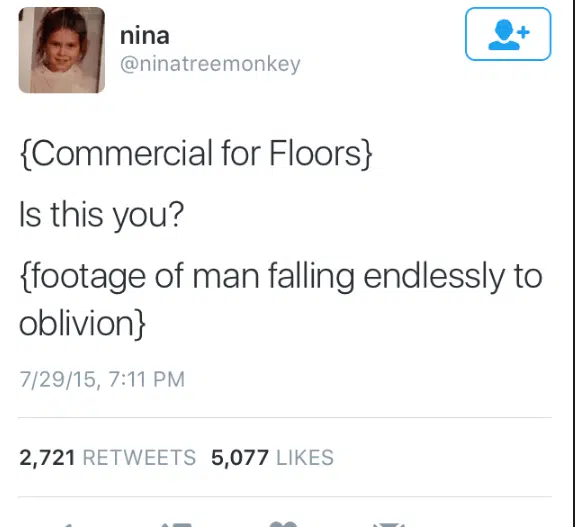 nina
@ninatreemonkey
{Commercial for Floors}
Is this you?
{footage of man falling endlessly to
oblivion}
7/29/15, 7:11 PM
2,721 RETWEETS 5,077 LIKES